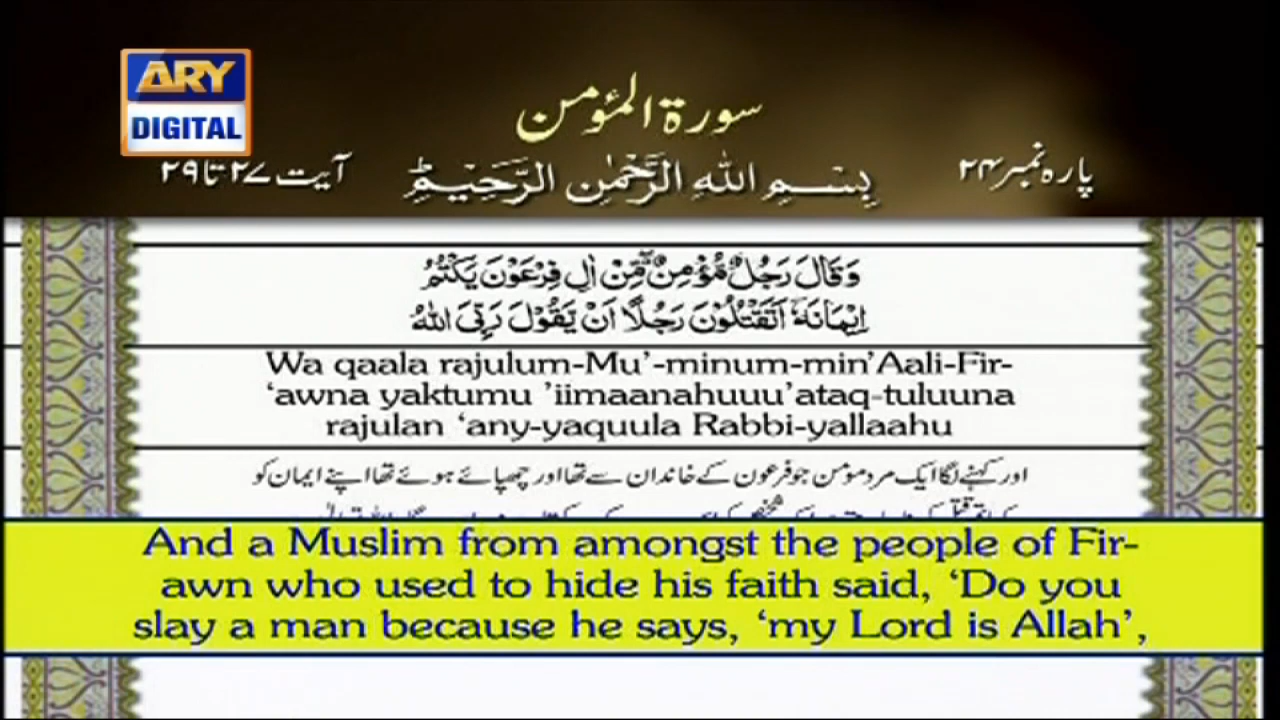 ARY
DIGITAL
سورة المؤمن
پارہ نمبر ۲۴
بِسْمِ اللهِ الرَّحْمٰنِ الرَّحِيْمِ
آیت ۲۷ تا ۲۹
وَقَالَ رَجُلٌ مُّؤْمِنٌ مِّنْ اٰلِ فِرْعَوْنَ يَكْتُمُ
اِيْمَانَهٗٓ اَتَقْتُلُوْنَ رَجُلًا اَنْ يَّقُوْلَ رَبِّىَ اللهُ
Wa qaala rajulum-Mu’-minum-min’Aali-Fir-
‘awna yaktumu ’iimaanahuuu’ataq-tuluuna
rajulan ‘any-yaquula Rabbi-yallaahu
اور کہنے لگا ایک مرد مؤمن جو فرعون کے خاندان سے تھا اور چھپائے ہوئے تھا اپنے ایمان کو
And a Muslim from amongst the people of Fir-
awn who used to hide his faith said, ‘Do you
slay a man because he says, ‘my Lord is Allah’,